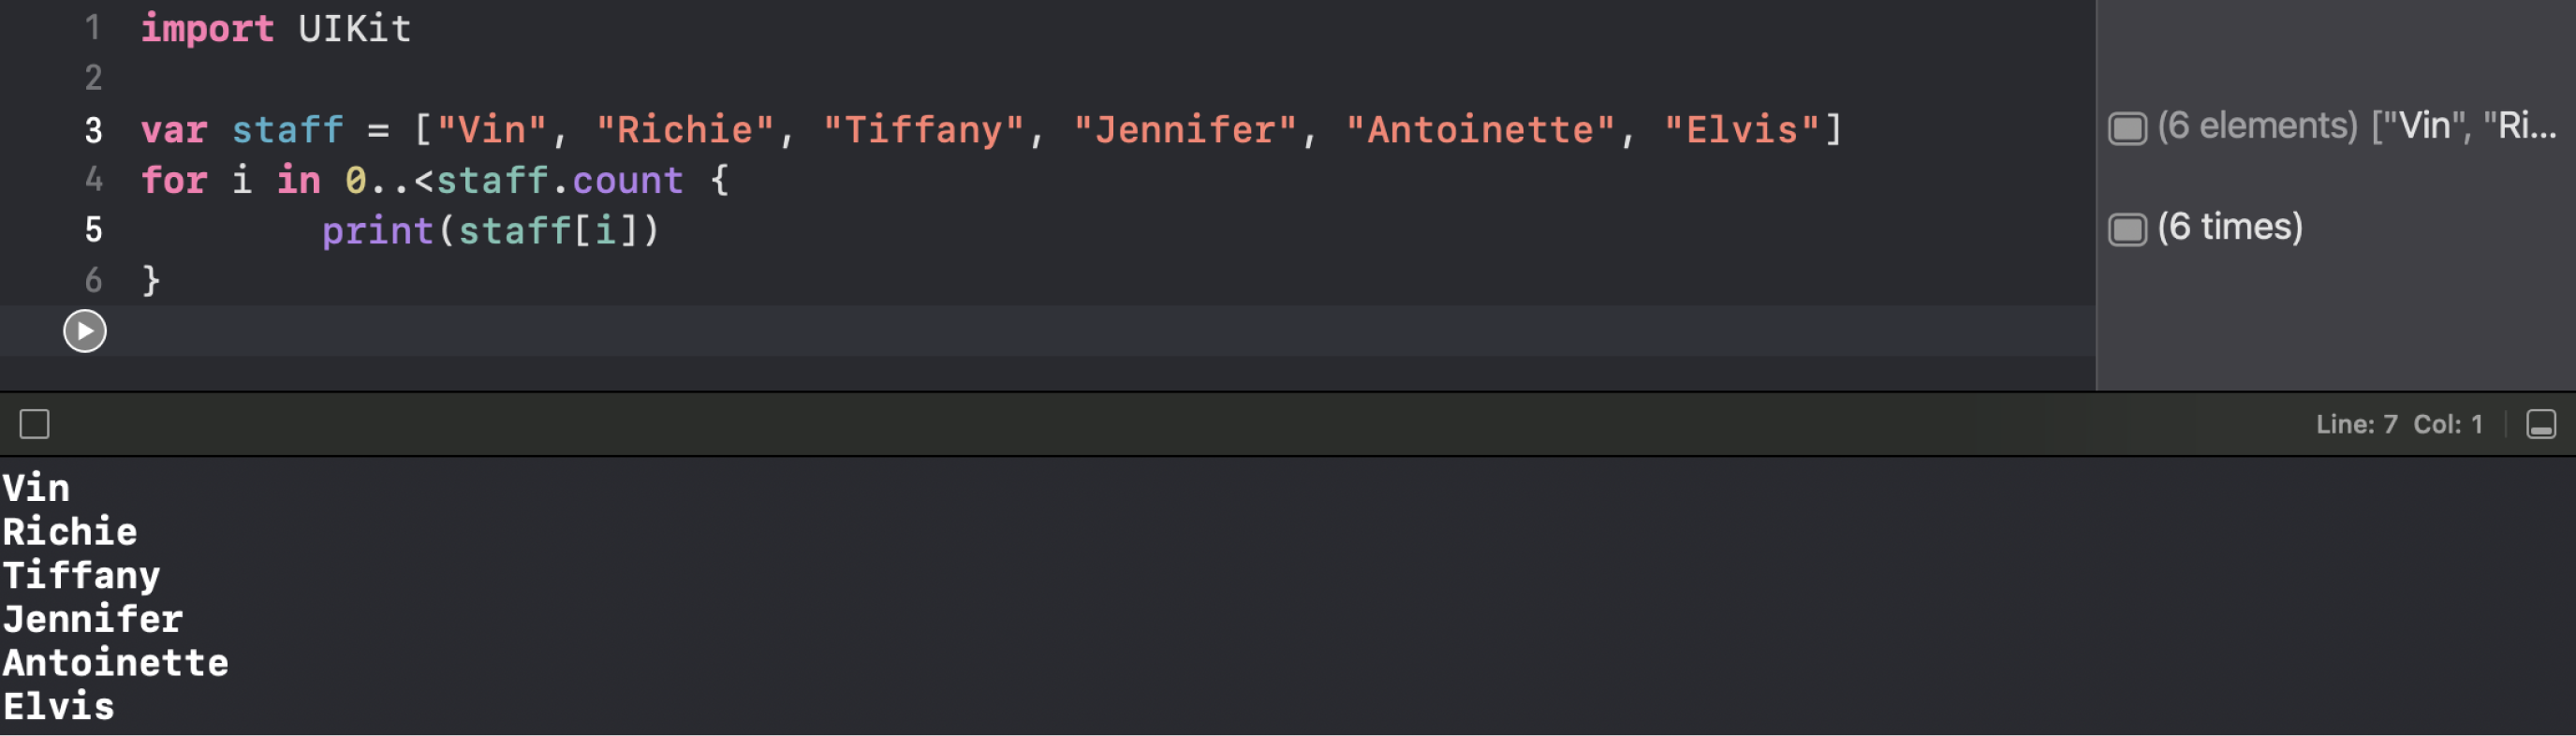 1 import UIKit
2
3 var staff = ["Vin", "Richie", "Tiffany", "Jennifer", "Antoinette", "Elvis"]
(6 elements) ["Vin", "Ri...
4 for i in 0..<staff.count {
5 print(staff[i])
(6 times)
6 }
Line: 7 Col: 1
Vin
Richie
Tiffany
Jennifer
Antoinette
Elvis